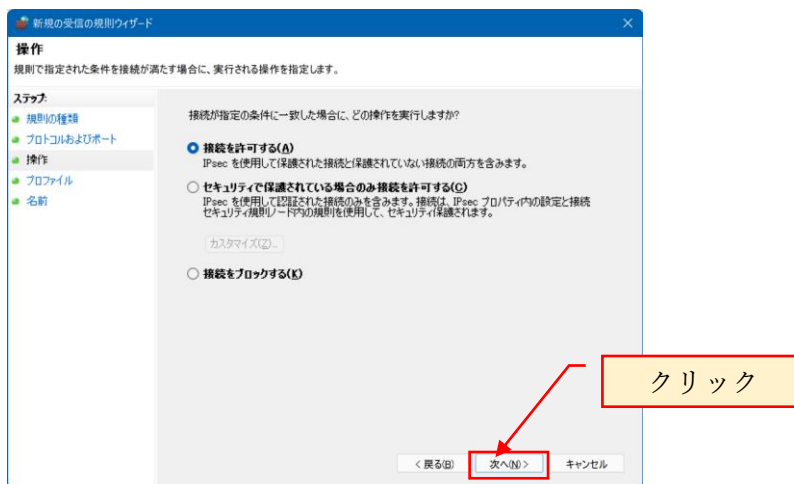 新規の受信の規則ウィザード
操作
規則で指定された条件を接続が満たす場合に、実行される操作を指定します。
ステップ:
規則の種類
プロトコルおよびポート
操作
プロファイル
名前
接続が指定の条件に一致した場合に、どの操作を実行しますか?
接続を許可する(A)
IPsec を使用して保護された接続と保護されていない接続の両方を含みます。
セキュリティで保護されている場合のみ接続を許可する(C)
IPsec を使用して認証された接続のみを含みます。接続は、IPsec プロパティ内の設定と接続
セキュリティ規則ノード内の規則を使用して、セキュリティ保護されます。
カスタマイズ(Z)...
接続をブロックする(K)
クリック
< 戻る(B)
次へ(N) >
キャンセル